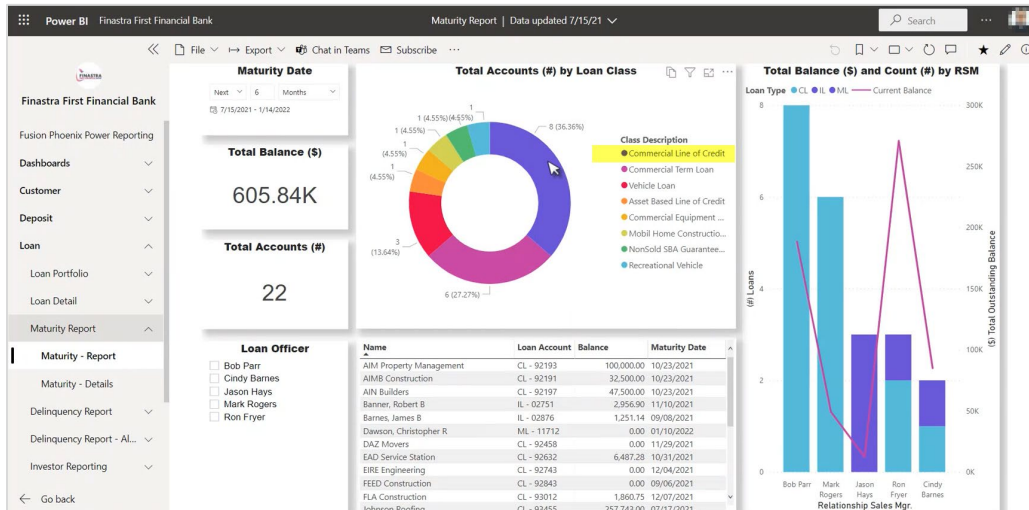 Power BI Finastra First Financial Bank
Maturity Report | Data updated 7/15/21
Search
File Export Chat in Teams Subscribe
FINASTRA
Finastra First Financial Bank
Fusion Phoenix Power Reporting
Dashboards
Customer
Deposit
Loan
Loan Portfolio
Loan Detail
Maturity Report
Maturity - Report
Maturity - Details
Delinquency Report
Delinquency Report - Al...
Investor Reporting
Go back
Maturity Date
Next 6 Months
7/15/2021 - 1/14/2022
Total Balance ($)
605.84K
Total Accounts (#)
22
Loan Officer
Bob Parr
Cindy Barnes
Jason Hays
Mark Rogers
Ron Fryer
Total Accounts (#) by Loan Class
8 (36.36%)
6 (27.27%)
3
(13.64%)
1
(4.55%)
1
(4.55%)
1 (4.55%)
1
(4.55%)
Class Description
Commercial Line of Credit
Commercial Term Loan
Vehicle Loan
Asset Based Line of Credit
Commercial Equipment ...
Mobil Home Constructio...
NonSold SBA Guarantee...
Recreational Vehicle
Name Loan Account Balance Maturity Date
AIM Property Management CL - 92193 100,000.00 10/23/2021
AIMB Construction CL - 92191 32,500.00 10/23/2021
AIN Builders CL - 92197 47,500.00 10/23/2021
Banner, Robert B IL - 02751 2,956.90 11/10/2021
Barnes, James B IL - 02876 1,251.14 09/08/2021
Dawson, Christopher R ML - 11712 0.00 01/10/2022
DAZ Movers CL - 92458 0.00 11/29/2021
EAD Service Station CL - 92632 6,487.28 10/31/2021
EIRE Engineering CL - 92743 0.00 12/04/2021
FEED Construction CL - 92843 0.00 09/06/2021
FLA Construction CL - 93012 1,860.75 12/07/2021
Johnson Roofing CL - 93455 257,743.00 07/17/2021
Total Balance ($) and Count (#) by RSM
Loan Type CL IL ML Current Balance
8
6
4
2
0
(#) Loans
300K
250K
200K
150K
100K
50K
0K
($) Total Outstanding Balance
Bob Parr Mark Rogers Jason Hays Ron Fryer Cindy Barnes
Relationship Sales Mgr.